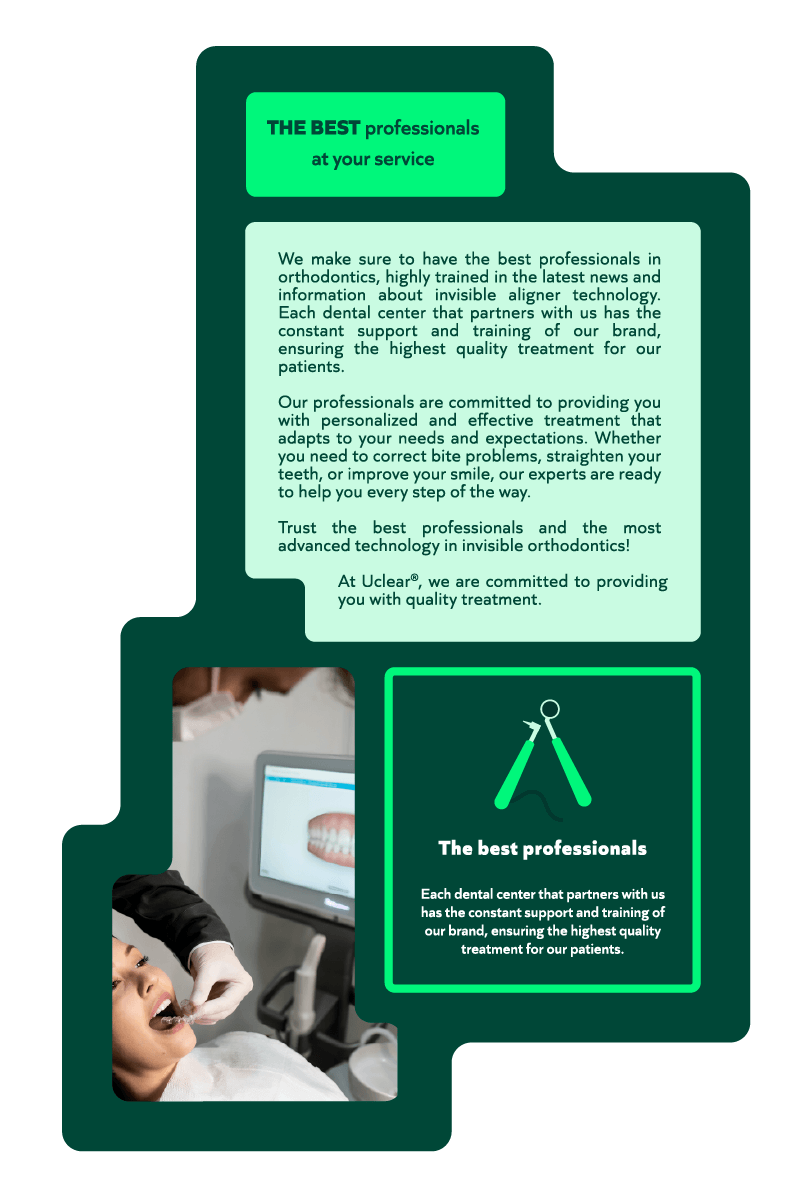 THE BEST professionals
at your service
We make sure to have the best professionals in
orthodontics, highly trained in the latest news and
information about invisible aligner technology.
Each dental center that partners with us has the
constant support and training of our brand,
ensuring the highest quality treatment for our
patients.
Our professionals are committed to providing you
with personalized and effective treatment that
adapts to your needs and expectations. Whether
you need to correct bite problems, straighten your
teeth, or improve your smile, our experts are ready
to help you every step of the way.
Trust the best professionals and the most
advanced technology in invisible orthodontics!
At Uclear®, we are committed to providing
you with quality treatment.
The best professionals
Each dental center that partners with us
has the constant support and training of
our brand, ensuring the highest quality
treatment for our patients.